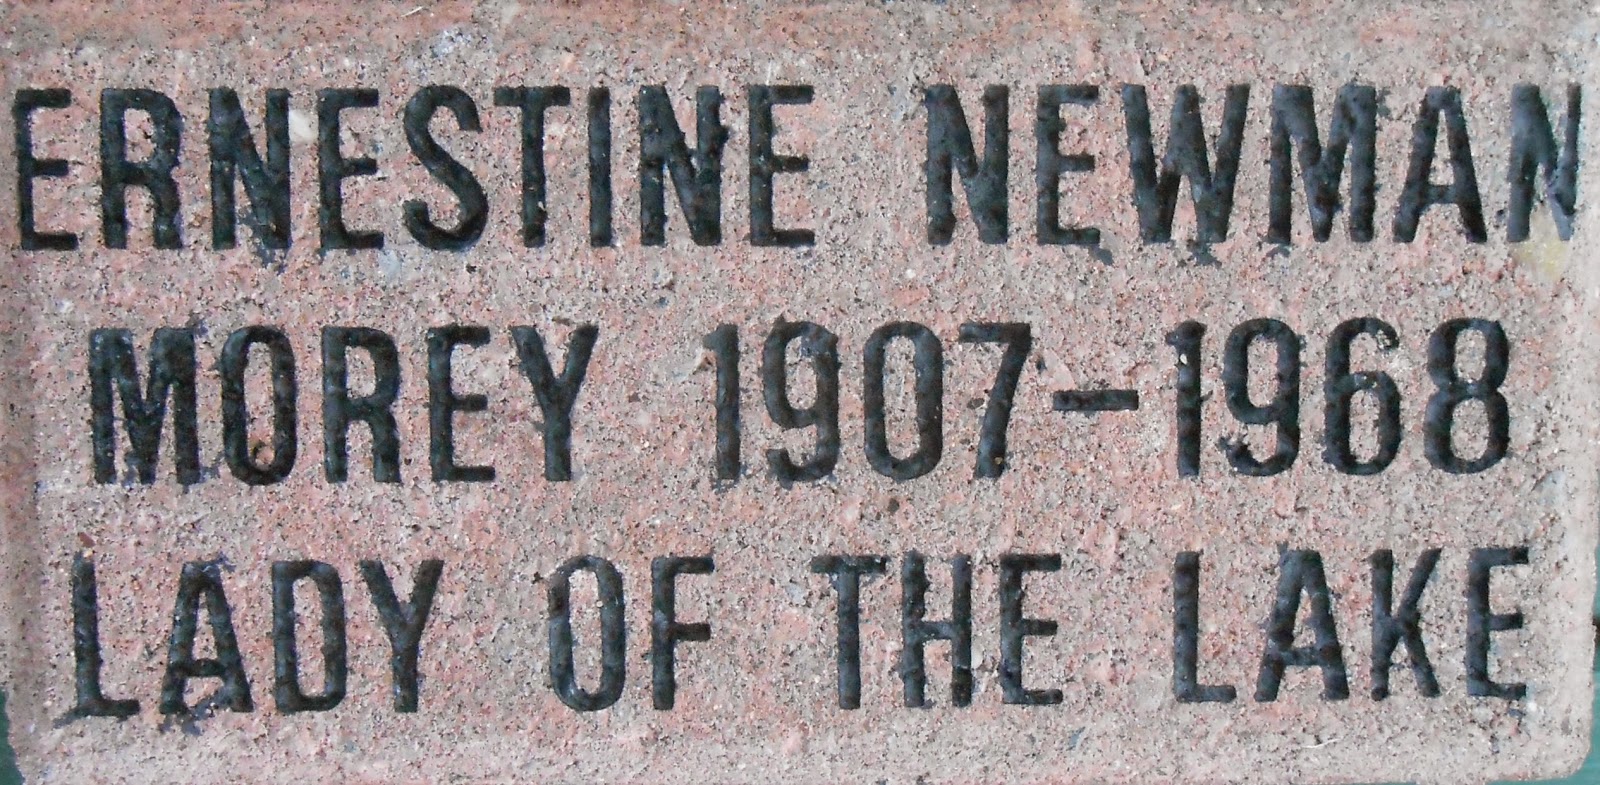 ERNESTINE NEWMAN
MOREY 1907-1968
LADY OF THE LAKE